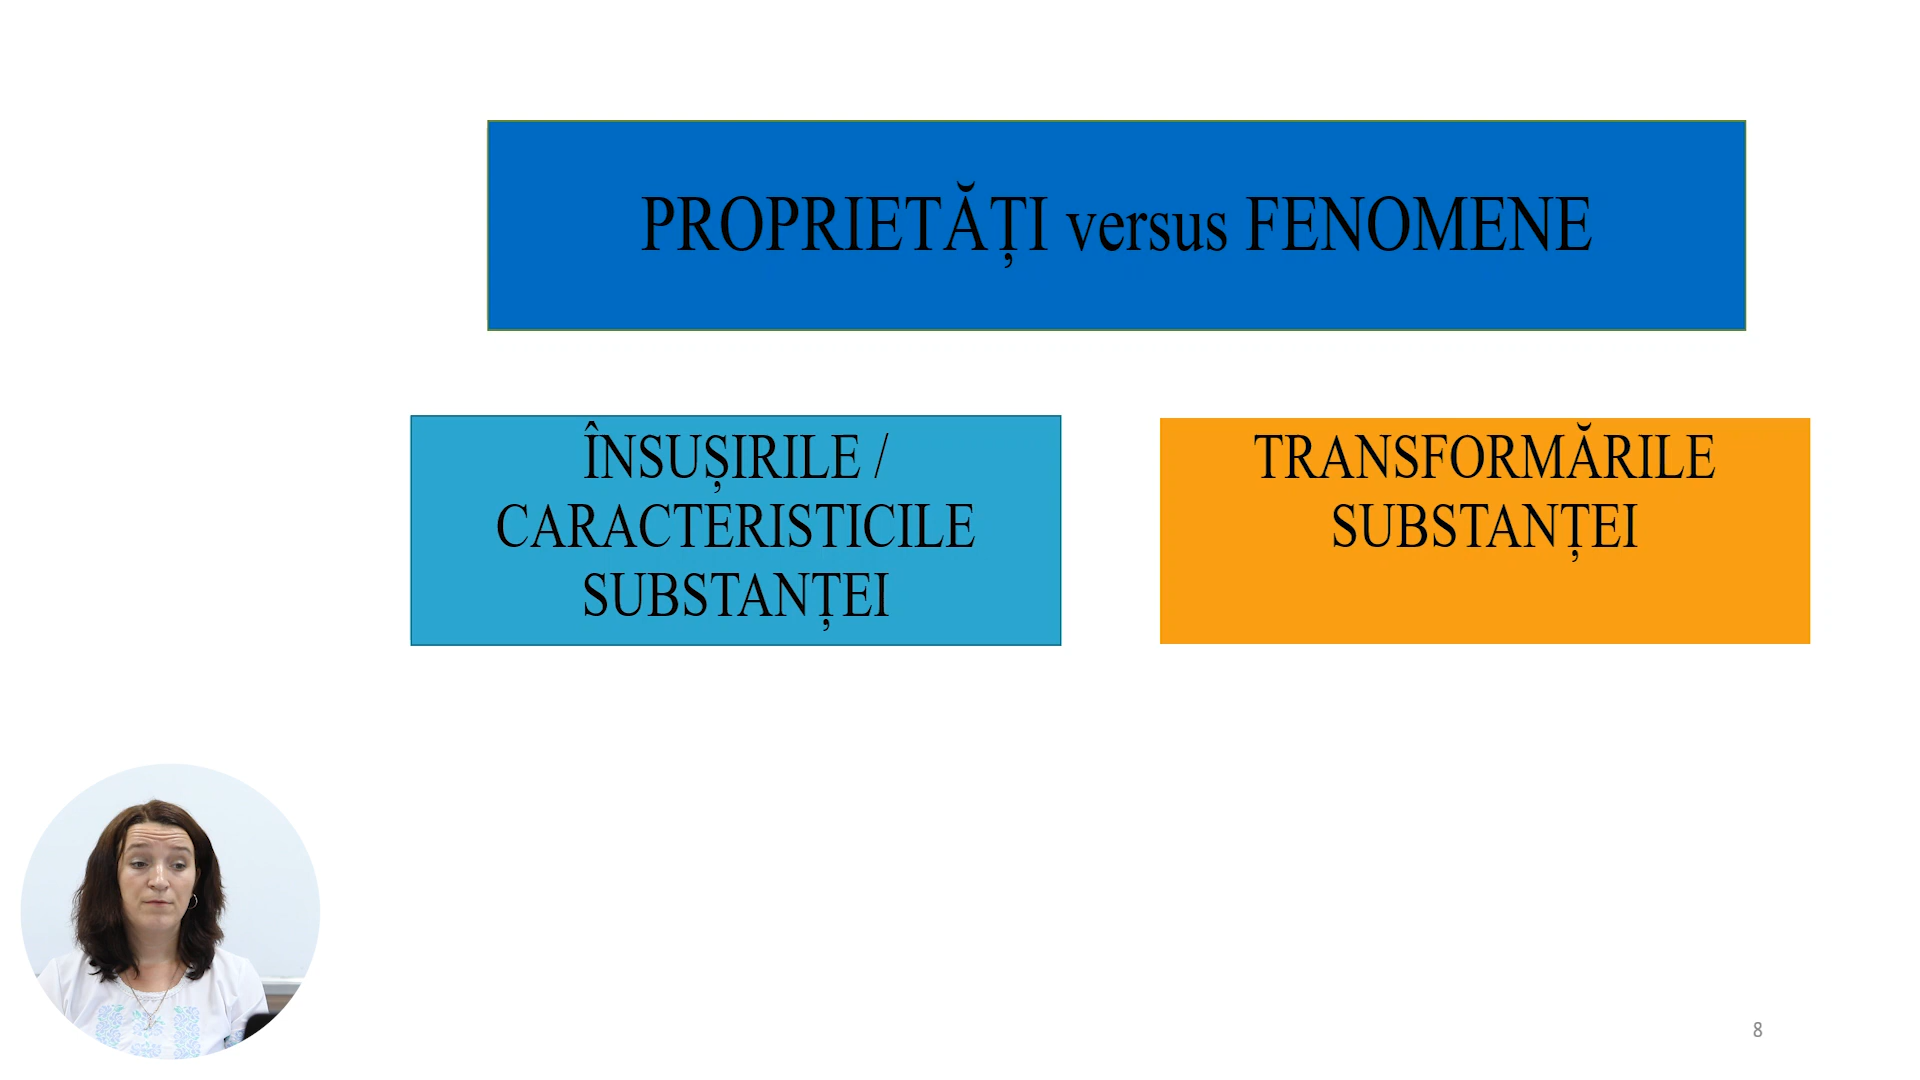 PROPRIETĂȚI versus FENOMENE
ÎNSUȘIRILE /
CARACTERISTICILE
SUBSTANȚEI
TRANSFORMĂRILE
SUBSTANȚEI
8